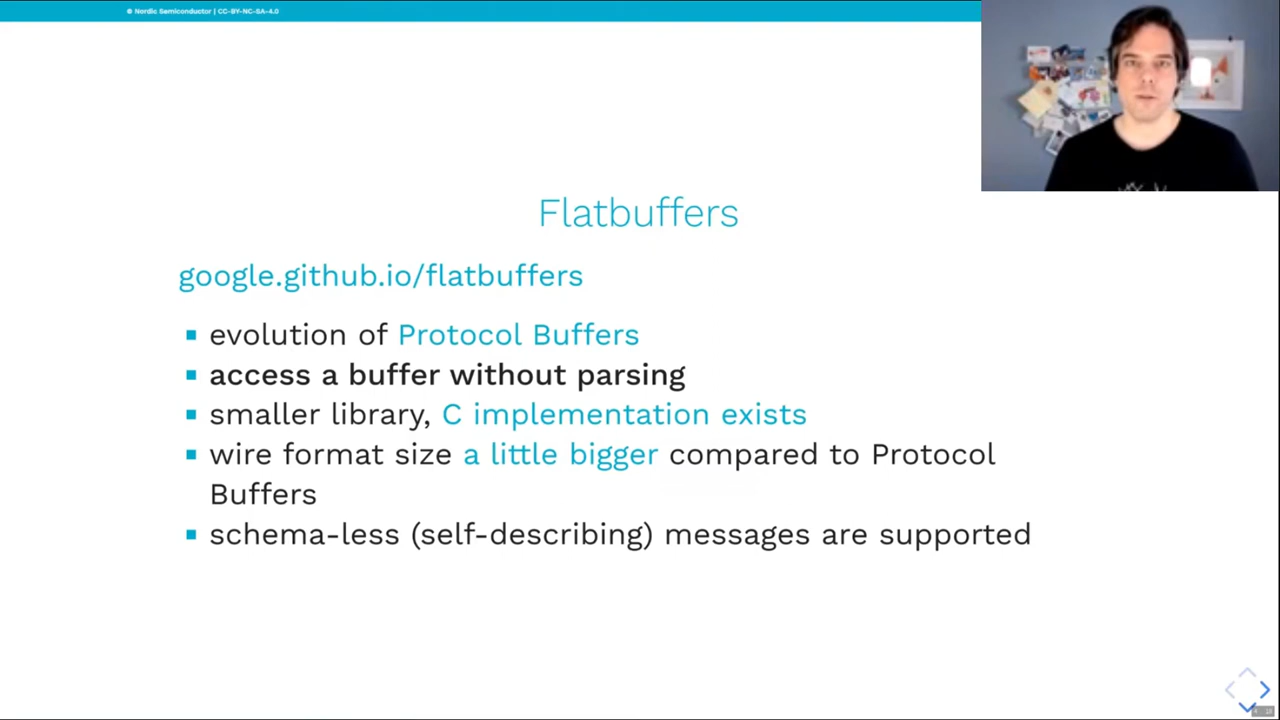 © Nordic Semiconductor | CC-BY-NC-SA-4.0
Flatbuffers
google.github.io/flatbuffers
evolution of Protocol Buffers
access a buffer without parsing
smaller library, C implementation exists
wire format size a little bigger compared to Protocol
Buffers
schema-less (self-describing) messages are supported